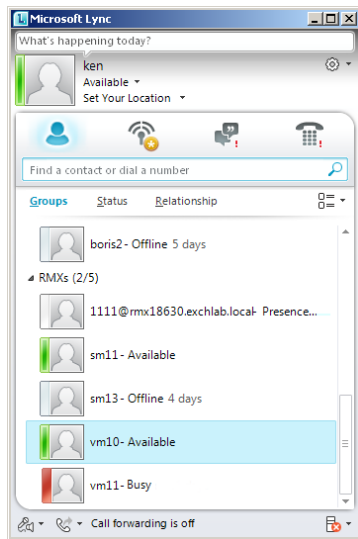 Microsoft Lync
What's happening today?
ken
Available
Set Your Location
Find a contact or dial a number
Groups Status Relationship
boris2 - Offline 5 days
RMXs (2/5)
1111@rmx18630.exchlab.local- Presence...
sm11 - Available
sm13 - Offline 4 days
vm10 - Available
vm11 - Busy
Call forwarding is off